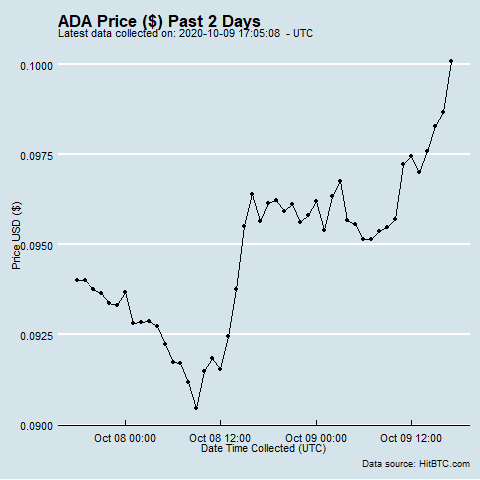 ADA Price ($) Past 2 Days
Latest data collected on: 2020-10-09 17:05:08  - UTC
0.1000
0.0975
0.0950
0.0925
0.0900
Price USD ($)
Oct 08 00:00
Oct 08 12:00
Oct 09 00:00
Oct 09 12:00
Date Time Collected (UTC)
Data source: HitBTC.com